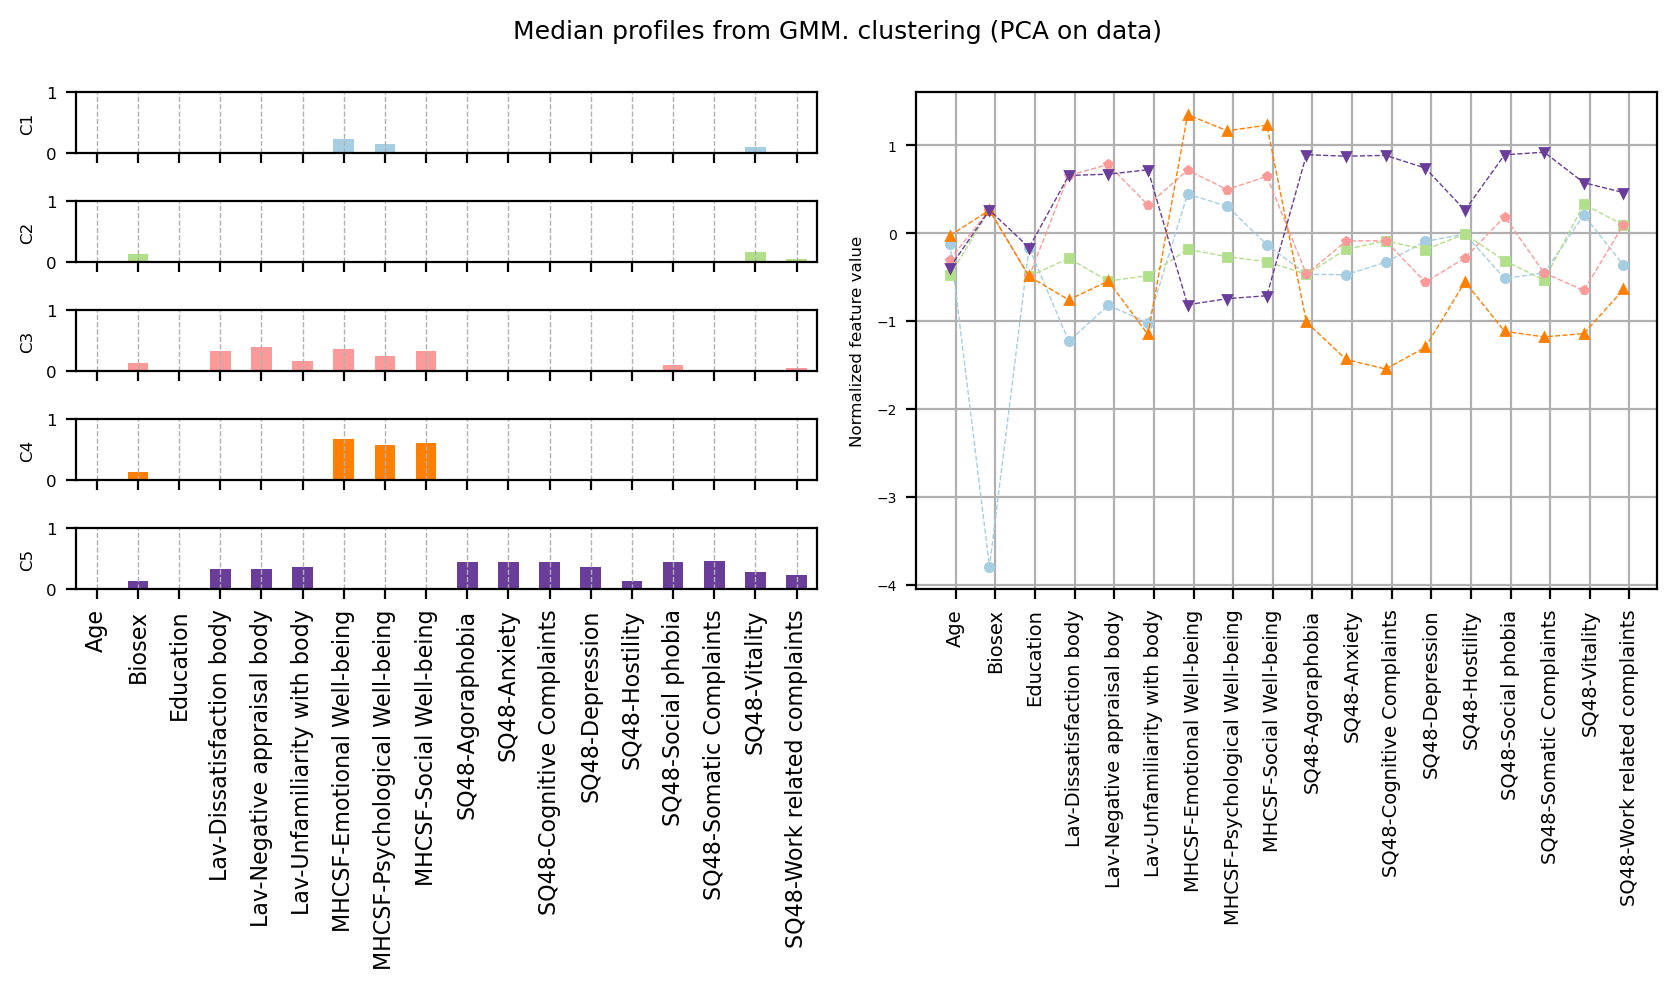 Median profiles from GMM. clustering (PCA on data)
C1
1
0
C2
1
0
C3
1
0
C4
1
0
C5
1
0
Age
Biosex
Education
Lav-Dissatisfaction body
Lav-Negative appraisal body
Lav-Unfamiliarity with body
MHCSF-Emotional Well-being
MHCSF-Psychological Well-being
MHCSF-Social Well-being
SQ48-Agoraphobia
SQ48-Anxiety
SQ48-Cognitive Complaints
SQ48-Depression
SQ48-Hostility
SQ48-Social phobia
SQ48-Somatic Complaints
SQ48-Vitality
SQ48-Work related complaints
Normalized feature value
1
0
−1
−2
−3
−4
Age
Biosex
Education
Lav-Dissatisfaction body
Lav-Negative appraisal body
Lav-Unfamiliarity with body
MHCSF-Emotional Well-being
MHCSF-Psychological Well-being
MHCSF-Social Well-being
SQ48-Agoraphobia
SQ48-Anxiety
SQ48-Cognitive Complaints
SQ48-Depression
SQ48-Hostility
SQ48-Social phobia
SQ48-Somatic Complaints
SQ48-Vitality
SQ48-Work related complaints